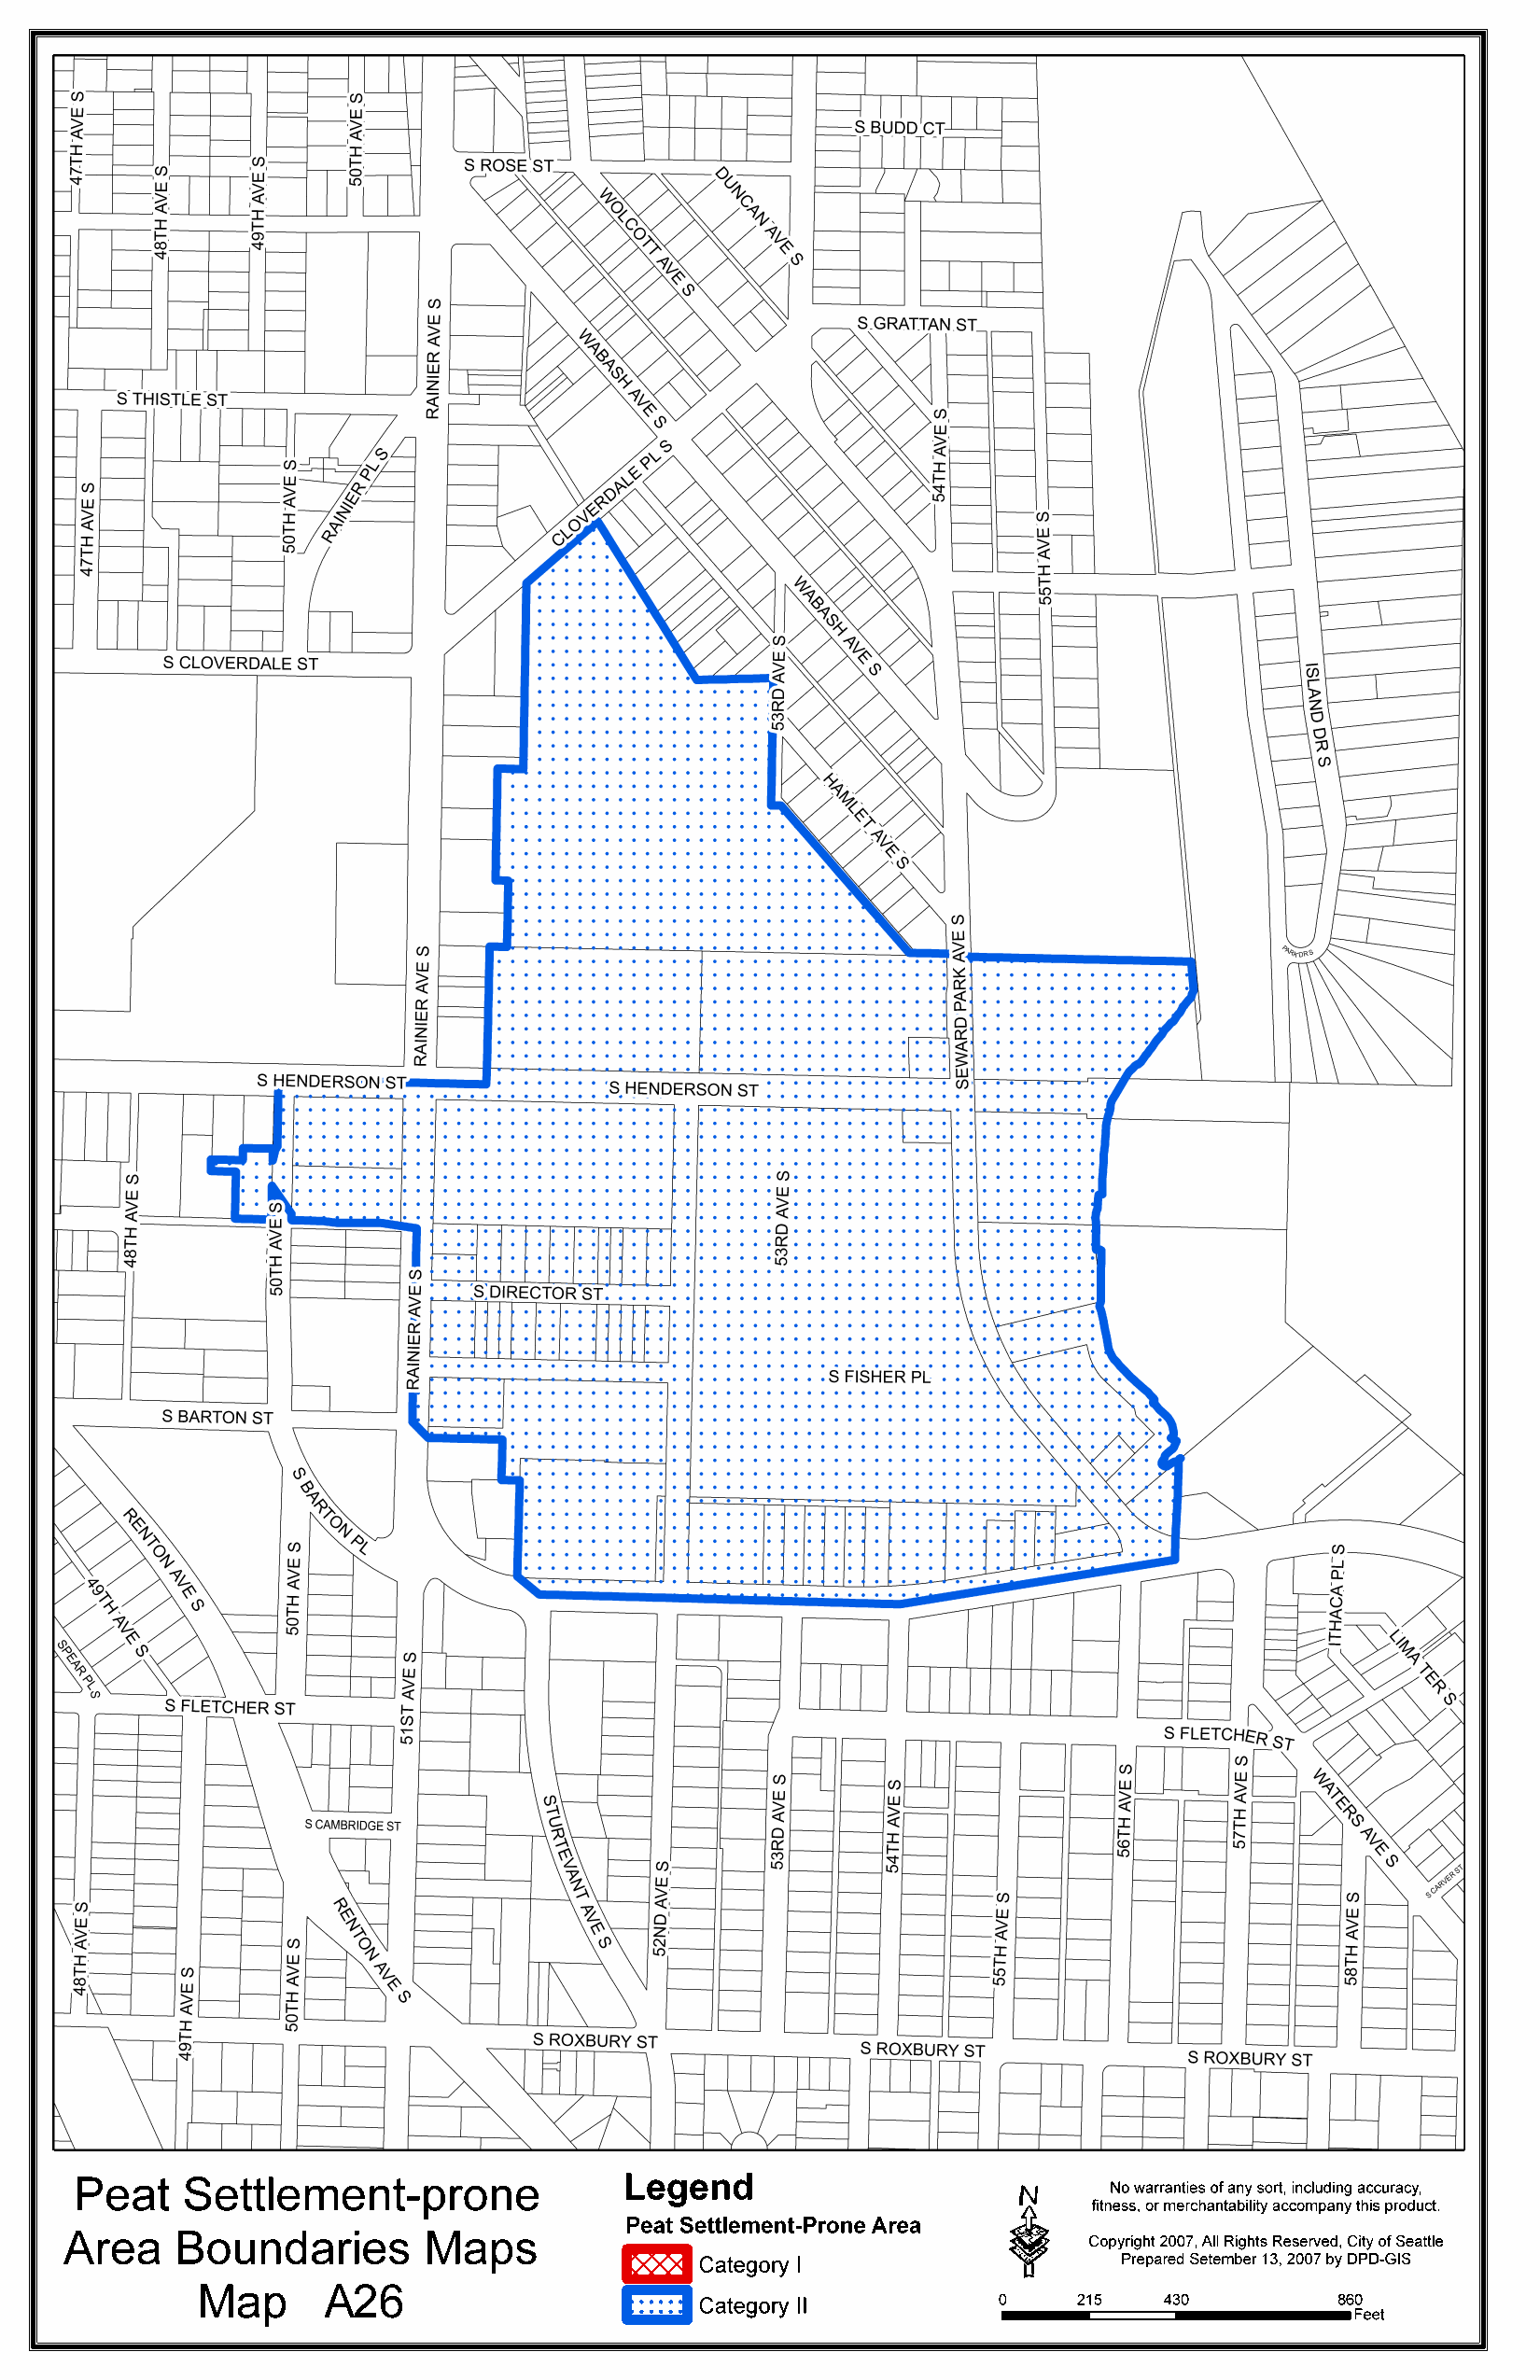 47TH AVE S
48TH AVE S
49TH AVE S
50TH AVE S
S ROSE ST
S BUDD CT
DUNCAN AVE S
WOLCOTT AVE S
RAINIER AVE S
WABASH AVE S
S GRATTAN ST
S THISTLE ST
47TH AVE S
50TH AVE S
RAINIER PL S
CLOVERDALE PL S
54TH AVE S
55TH AVE S
WABASH AVE S
S CLOVERDALE ST
53RD AVE S
ISLAND DR S
HAMLET AVE S
RAINIER AVE S
SEWARD PARK AVE S
PARK DR S
S HENDERSON ST
S HENDERSON ST
48TH AVE S
50TH AVE S
53RD AVE S
RAINIER AVE S
S DIRECTOR ST
S FISHER PL
S BARTON ST
S BARTON PL
RENTON AVE S
49TH AVE S
SPEAR PL S
50TH AVE S
ITHACA PL S
LIMA TER S
S FLETCHER ST
51ST AVE S
S FLETCHER ST
S CAMBRIDGE ST
STURTEVANT AVE S
53RD AVE S
54TH AVE S
56TH AVE S
57TH AVE S
WATERS AVE S
S CARVER ST
48TH AVE S
49TH AVE S
50TH AVE S
RENTON AVE S
52ND AVE S
55TH AVE S
58TH AVE S
S ROXBURY ST
S ROXBURY ST
S ROXBURY ST
Peat Settlement-prone
Area Boundaries Maps
Map A26
Legend
Peat Settlement-Prone Area
Category I
Category II
N
No warranties of any sort, including accuracy,
fitness, or merchantability accompany this product.
Copyright 2007, All Rights Reserved, City of Seattle
Prepared Setember 13, 2007 by DPD-GIS
0 215 430 860
Feet